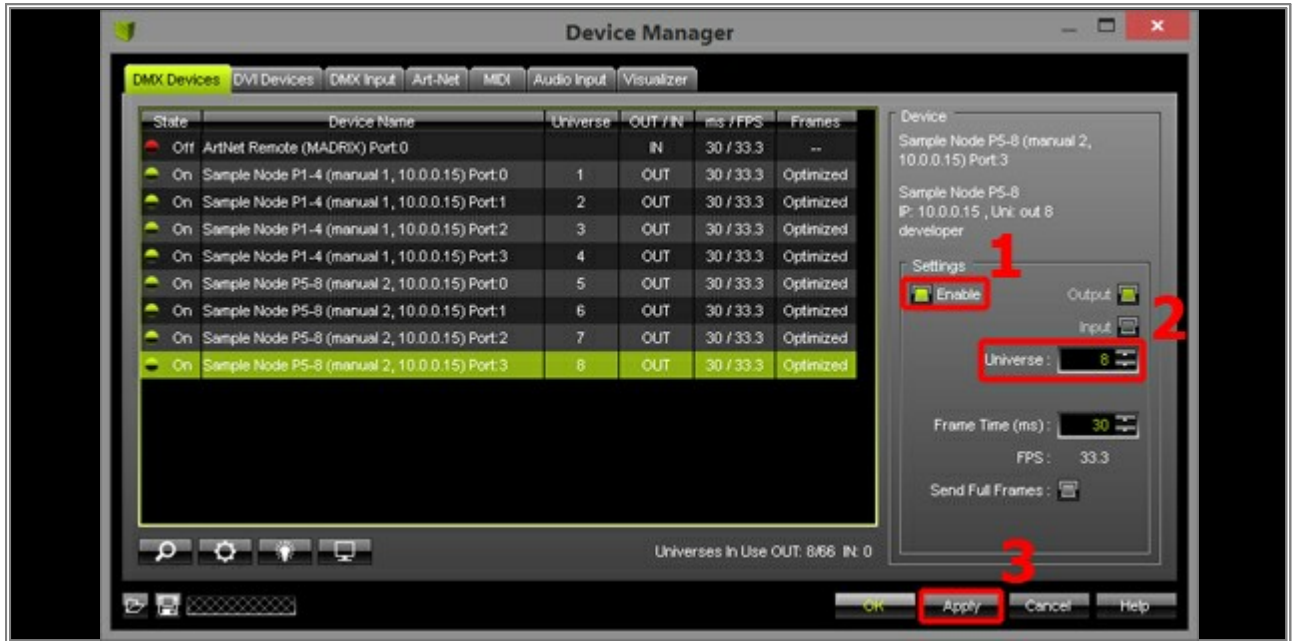 Device Manager
DMX Devices DVI Devices DMX Input Art-Net MIDI Audio Input Visualizer
State Device Name Universe OUT / IN ms / FPS Frames
Off ArtNet Remote (MADRIX) Port:0 IN 30 / 33.3 --
On Sample Node P1-4 (manual 1, 10.0.0.15) Port:0 1 OUT 30 / 33.3 Optimized
On Sample Node P1-4 (manual 1, 10.0.0.15) Port:1 2 OUT 30 / 33.3 Optimized
On Sample Node P1-4 (manual 1, 10.0.0.15) Port:2 3 OUT 30 / 33.3 Optimized
On Sample Node P1-4 (manual 1, 10.0.0.15) Port:3 4 OUT 30 / 33.3 Optimized
On Sample Node P5-8 (manual 2, 10.0.0.15) Port:0 5 OUT 30 / 33.3 Optimized
On Sample Node P5-8 (manual 2, 10.0.0.15) Port:1 6 OUT 30 / 33.3 Optimized
On Sample Node P5-8 (manual 2, 10.0.0.15) Port:2 7 OUT 30 / 33.3 Optimized
On Sample Node P5-8 (manual 2, 10.0.0.15) Port:3 8 OUT 30 / 33.3 Optimized
Device
Sample Node P5-8 (manual 2,
10.0.0.15) Port:3
Sample Node P5-8
IP: 10.0.0.15 , Uni: out 8
developer
1
Settings
Enable Output
2
Input
Universe : 8
Frame Time (ms) : 30
FPS : 33.3
Send Full Frames :
Universes In Use OUT: 8/66 IN: 0
3
OK Apply Cancel Help